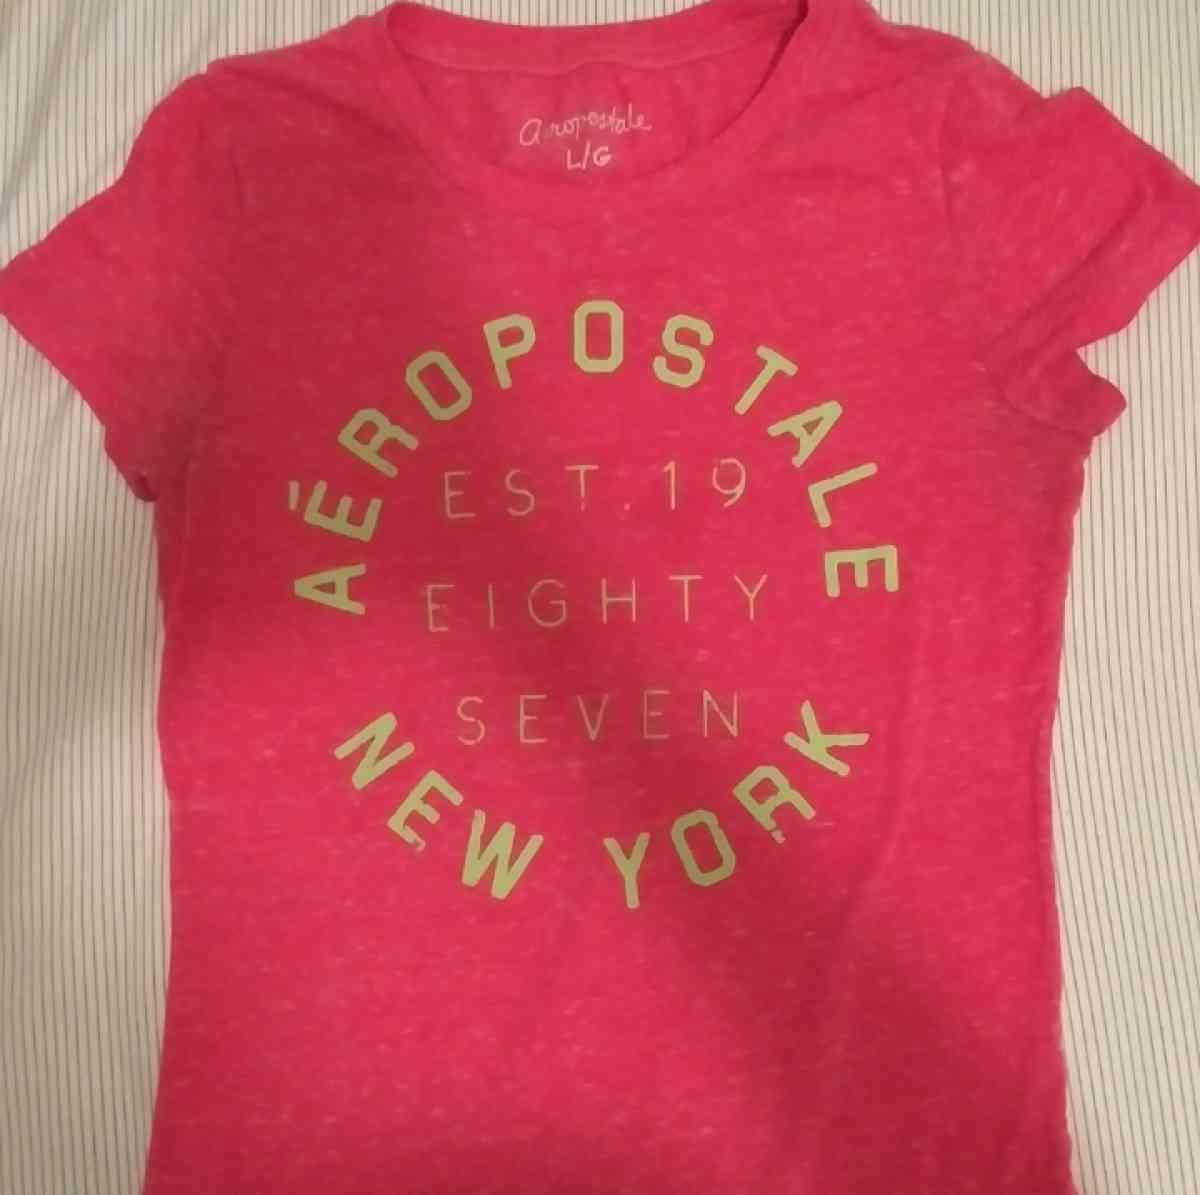 aeropostale
L/G
AÉROPOSTALE
EST. 19
EIGHTY
SEVEN
NEW YORK